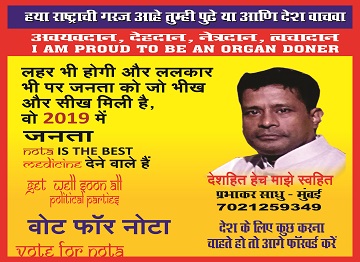 हया राष्ट्राची गरज आहे तुम्ही पुढे या आणि देश वाचवा
अवयवदान, देहदान, नेत्रदान, त्वचादान
I AM PROUD TO BE AN ORGAN DONER
लहर भी होगी और ललकार
भी पर जनता को जो भीख
और सीख मिली है,
वो 2019 में
जनता
nota IS THE BEST
medicine देने वाले हैं
get well soon all
political parties
वोट फॉर नोटा
vote for nota
देशहित हेच माझे स्वहित
प्रभाकर साधु - मुंबई
7021259349
देश के लिए कुछ करना
चाहते हो तो आगे फॉरवर्ड करें